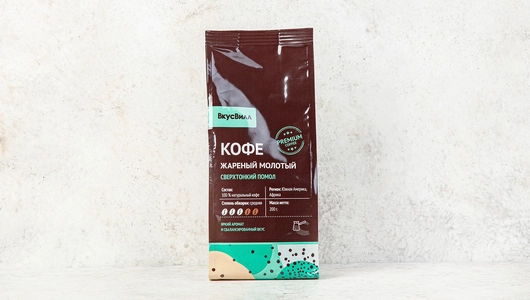 ВкусВилл
PREMIUM
COFFEE
КОФЕ
ЖАРЕНЫЙ МОЛОТЫЙ
СВЕРХТОНКИЙ ПОМОЛ
Состав:
100 % натуральный кофе
Регион: Южная Америка,
Африка
Степень обжарки: средняя
Масса нетто:
200 г.
ЯРКИЙ АРОМАТ
И СБАЛАНСИРОВАННЫЙ ВКУС